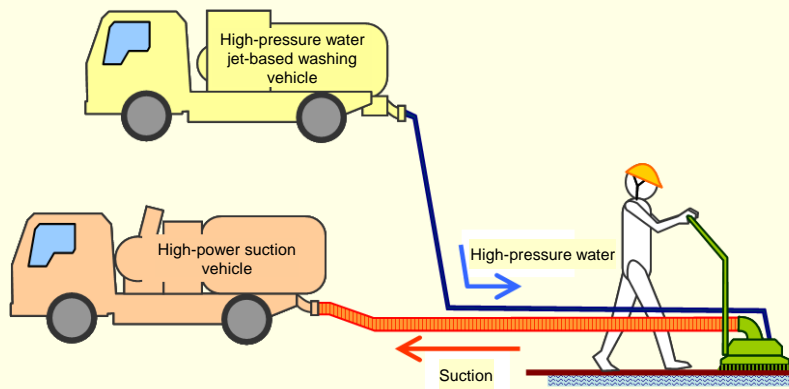 High-pressure water
jet-based washing
vehicle
High-power suction
vehicle
High-pressure water
Suction